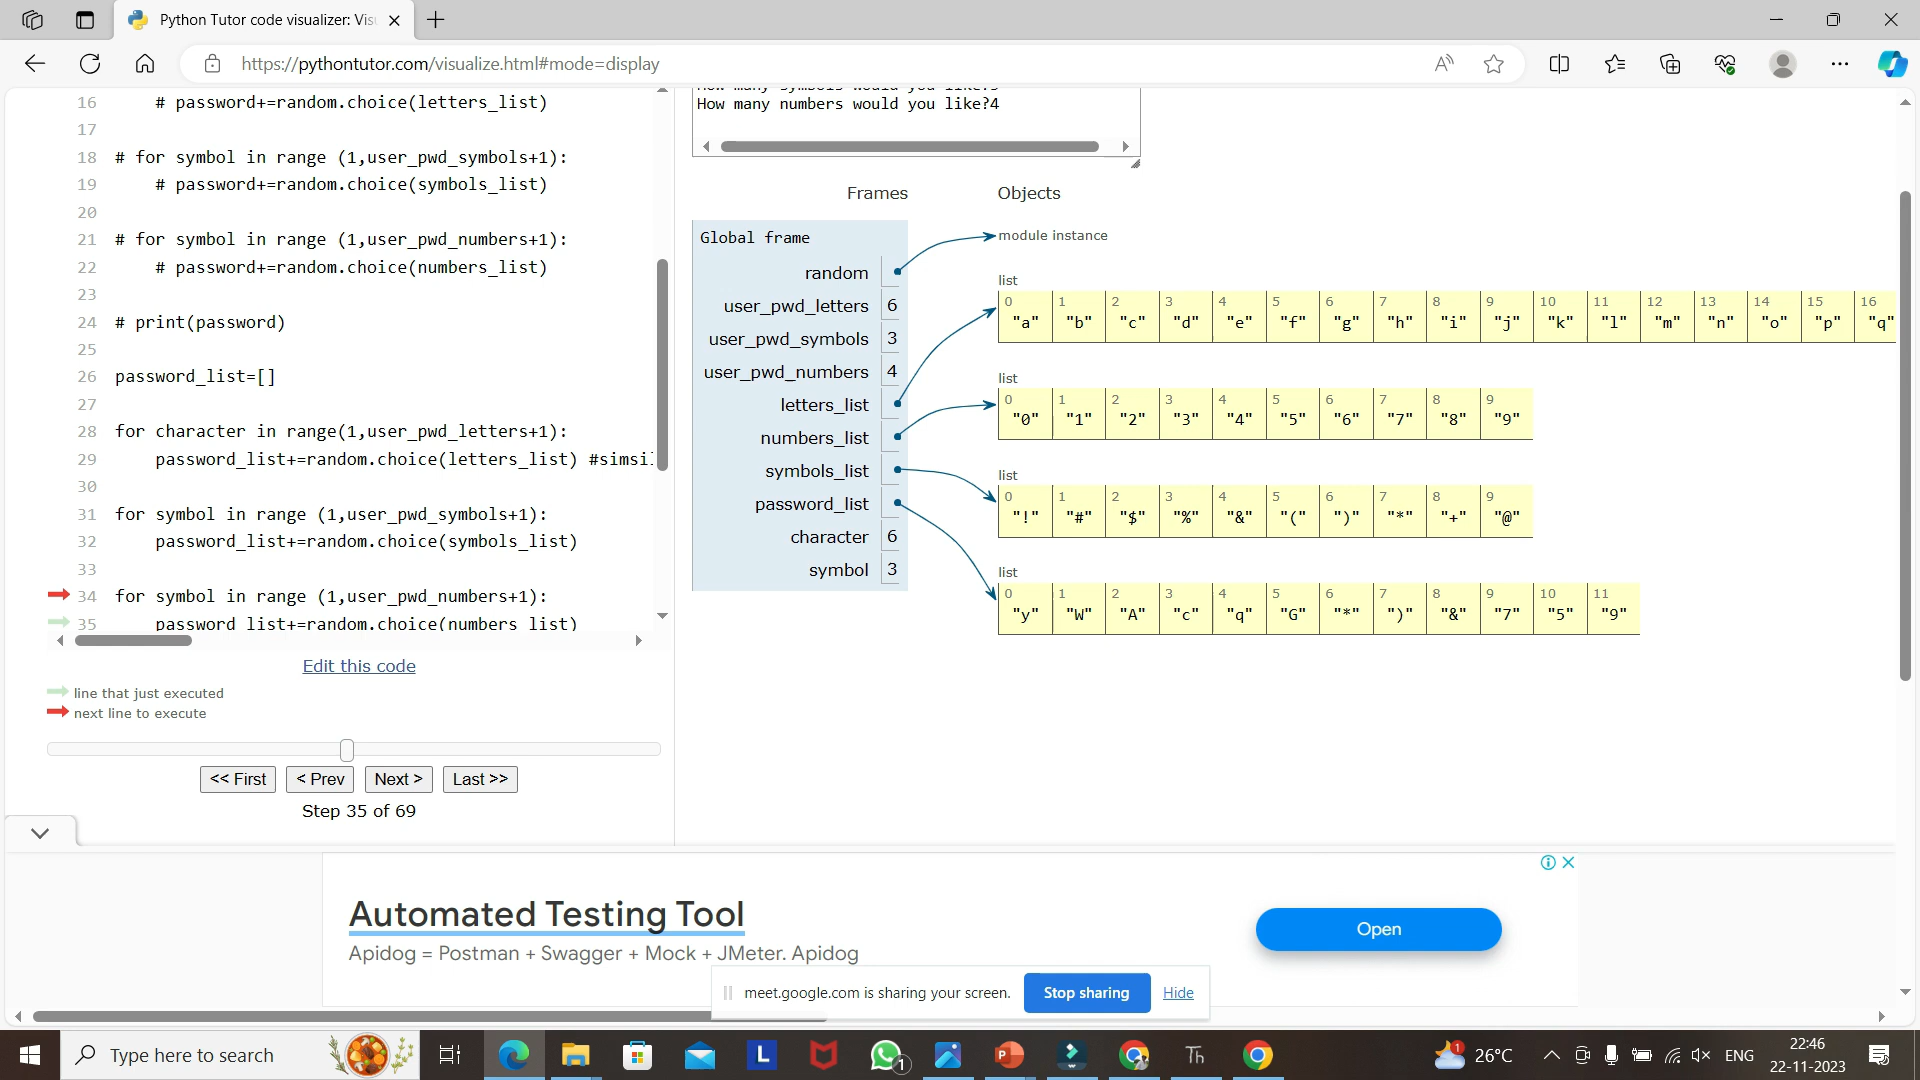 Python Tutor code visualizer: Vis
https://pythontutor.com/visualize.html#mode=display
16 # password+=random.choice(letters_list)
17
18 # for symbol in range (1,user_pwd_symbols+1):
19 # password+=random.choice(symbols_list)
20
21 # for symbol in range (1,user_pwd_numbers+1):
22 # password+=random.choice(numbers_list)
23
24 # print(password)
25
26 password_list=[]
27
28 for character in range(1,user_pwd_letters+1):
29 password_list+=random.choice(letters_list) #simsi
30
31 for symbol in range (1,user_pwd_symbols+1):
32 password_list+=random.choice(symbols_list)
33
34 for symbol in range (1,user_pwd_numbers+1):
35 password_list+=random.choice(numbers_list)
Edit this code
line that just executed
next line to execute
<< First < Prev Next > Last >>
Step 35 of 69
How many symbols would you like?3
How many numbers would you like?4
Frames Objects
Global frame
random
user_pwd_letters 6
user_pwd_symbols 3
user_pwd_numbers 4
letters_list
numbers_list
symbols_list
password_list
character 6
symbol 3
module instance
list
0 1 2 3 4 5 6 7 8 9 10 11 12 13 14 15 16
"a" "b" "c" "d" "e" "f" "g" "h" "i" "j" "k" "l" "m" "n" "o" "p" "q"
list
0 1 2 3 4 5 6 7 8 9
"0" "1" "2" "3" "4" "5" "6" "7" "8" "9"
list
0 1 2 3 4 5 6 7 8 9
"!" "#" "$" "%" "&" "(" ")" "*" "+" "@"
list
0 1 2 3 4 5 6 7 8 9 10 11
"y" "W" "A" "c" "q" "G" "*" ")" "&" "7" "5" "9"
Automated Testing Tool
Apidog = Postman + Swagger + Mock + JMeter. Apidog
Open
meet.google.com is sharing your screen. Stop sharing Hide
Type here to search
L
1
P
Th
1
26°C
ENG
22:46
22-11-2023